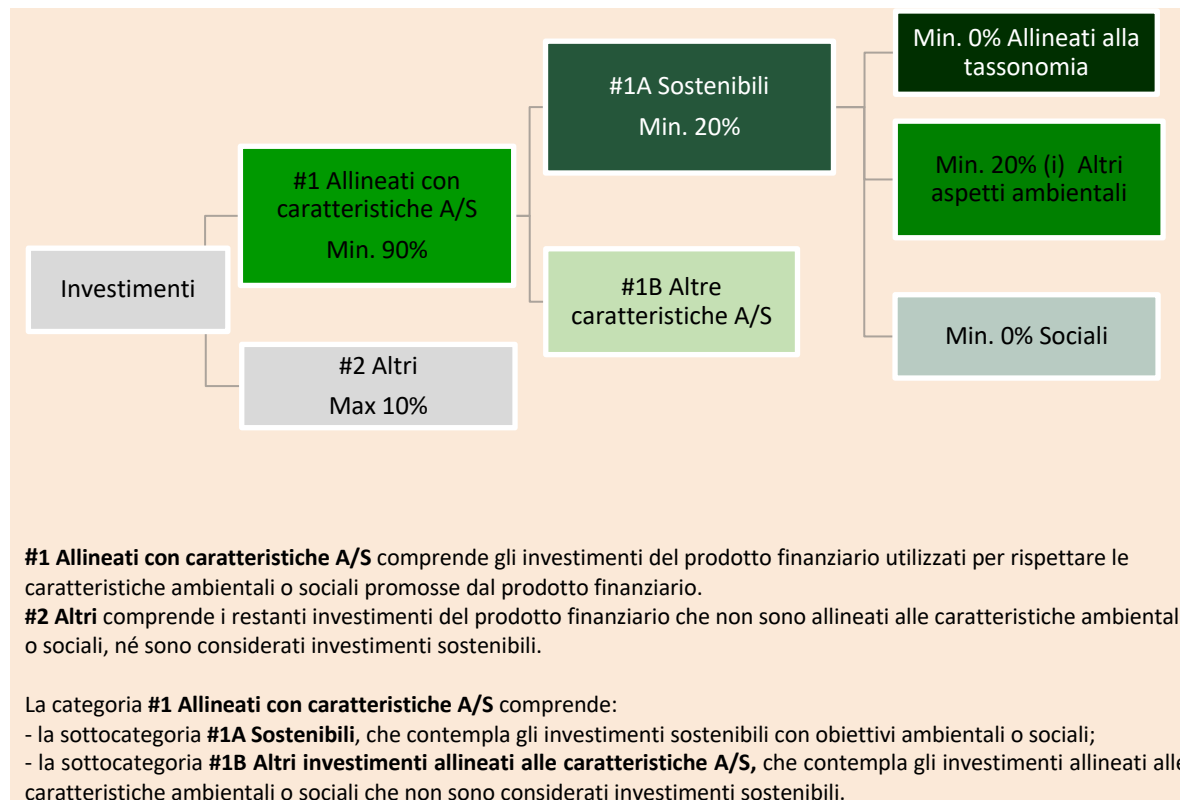 Min. 0% Allineati alla
tassonomia
#1A Sostenibili
Min. 20%
Min. 20% (i) Altri
aspetti ambientali
#1 Allineati con
caratteristiche A/S
Min. 90%
Investimenti
#1B Altre
caratteristiche A/S
Min. 0% Sociali
#2 Altri
Max 10%
#1 Allineati con caratteristiche A/S comprende gli investimenti del prodotto finanziario utilizzati per rispettare le
caratteristiche ambientali o sociali promosse dal prodotto finanziario.
#2 Altri comprende i restanti investimenti del prodotto finanziario che non sono allineati alle caratteristiche ambental
o sociali, né sono considerati investimenti sostenibili.
La categoria #1 Allineati con caratteristiche A/S comprende:
- la sottocategoria #1A Sostenibili, che contempla gli investimenti sostenibili con obiettivi ambientali o sociali;
- la sottocategoria #1B Altri investimenti allineati alle caratteristiche A/S, che contempla gli investimenti allineati alle
caratteristiche ambientali o sociali che non sono considerati investimenti sostenibili.